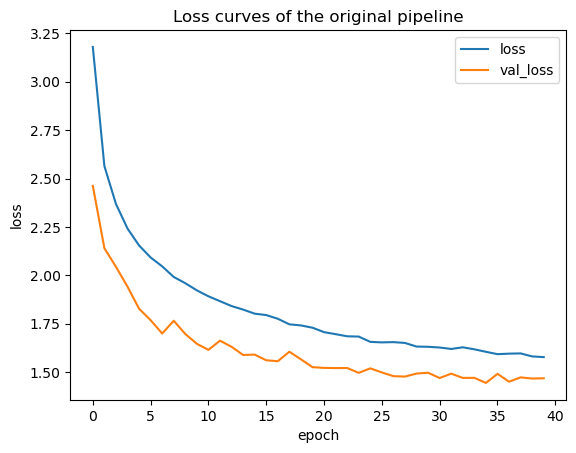 Loss curves of the original pipeline
loss
val_loss
3.25
3.00
2.75
2.50
2.25
2.00
1.75
1.50
loss
0 5 10 15 20 25 30 35 40
epoch